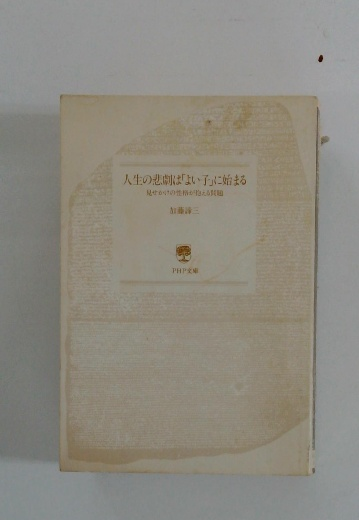 人生の悲劇は「よい子」に始まる
見せかけの性格が抱える問題
加藤諦三
PHP文庫